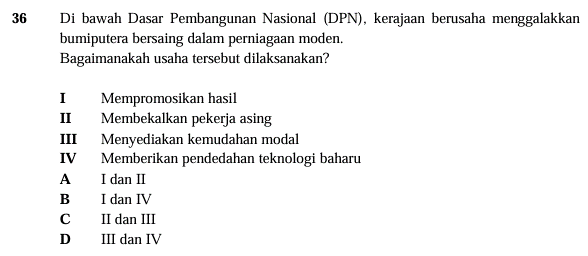 36 Di bawah Dasar Pembangunan Nasional (DPN), kerajaan berusaha menggalakkan
bumiputera bersaing dalam perniagaan moden.
Bagaimanakah usaha tersebut dilaksanakan?
I Mempromosikan hasil
II Membekalkan pekerja asing
III Menyediakan kemudahan modal
IV Memberikan pendedahan teknologi baharu
A I dan II
B I dan IV
C II dan III
D III dan IV